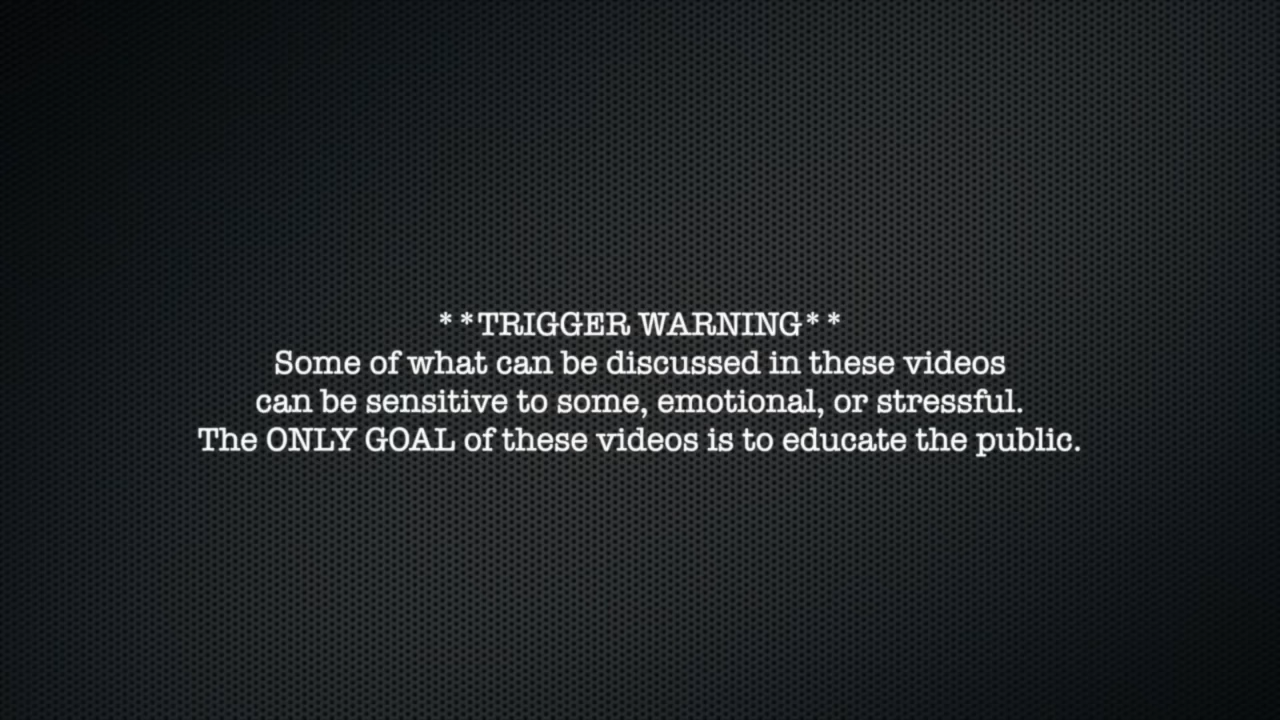 **TRIGGER WARNING**
Some of what can be discussed in these videos
can be sensitive to some, emotional, or stressful.
The ONLY GOAL of these videos is to educate the public.